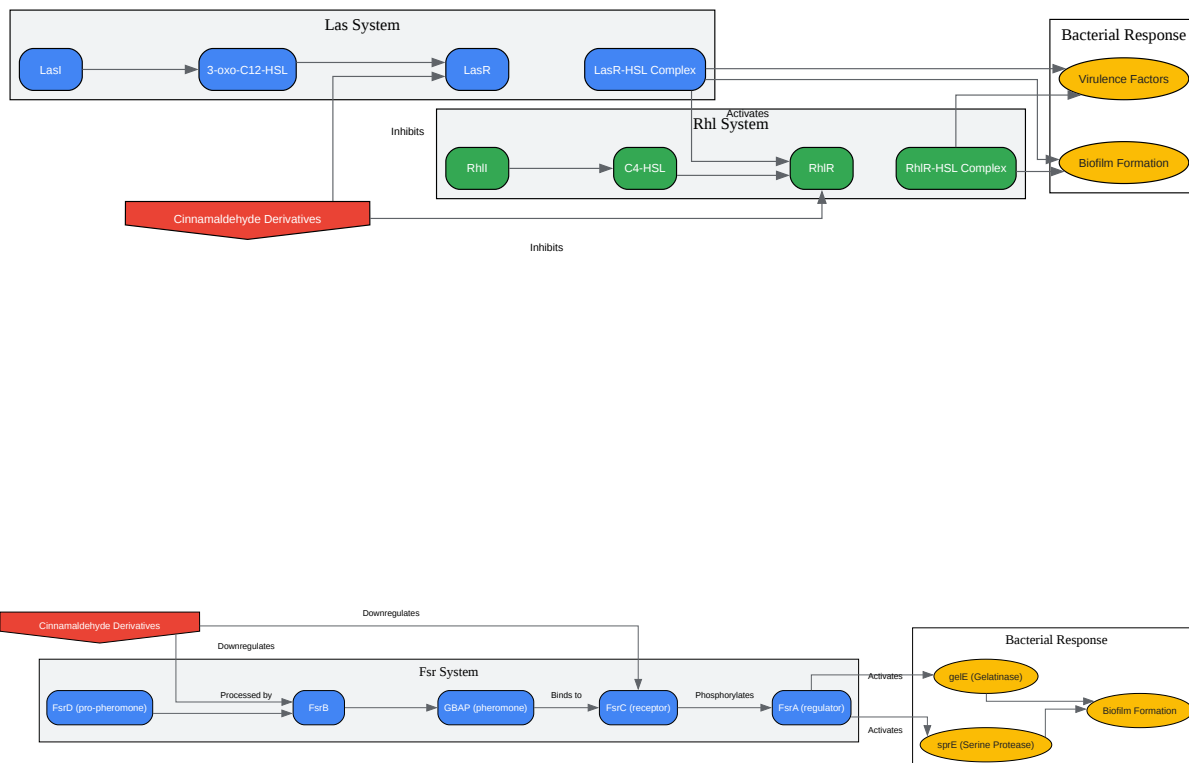 Las System
Bacterial Response
LasI
3-oxo-C12-HSL
LasR
LasR-HSL Complex
Virulence Factors
Activates
Rhl System
Inhibits
RhlI
C4-HSL
RhlR
RhlR-HSL Complex
Biofilm Formation
Cinnamaldehyde Derivatives
Inhibits
Downregulates
Cinnamaldehyde Derivatives
Downregulates
Bacterial Response
Fsr System
Activates
gelE (Gelatinase)
FsrD (pro-pheromone)
Processed by
FsrB
GBAP (pheromone)
Binds to
FsrC (receptor)
Phosphorylates
FsrA (regulator)
Biofilm Formation
Activates
sprE (Serine Protease)